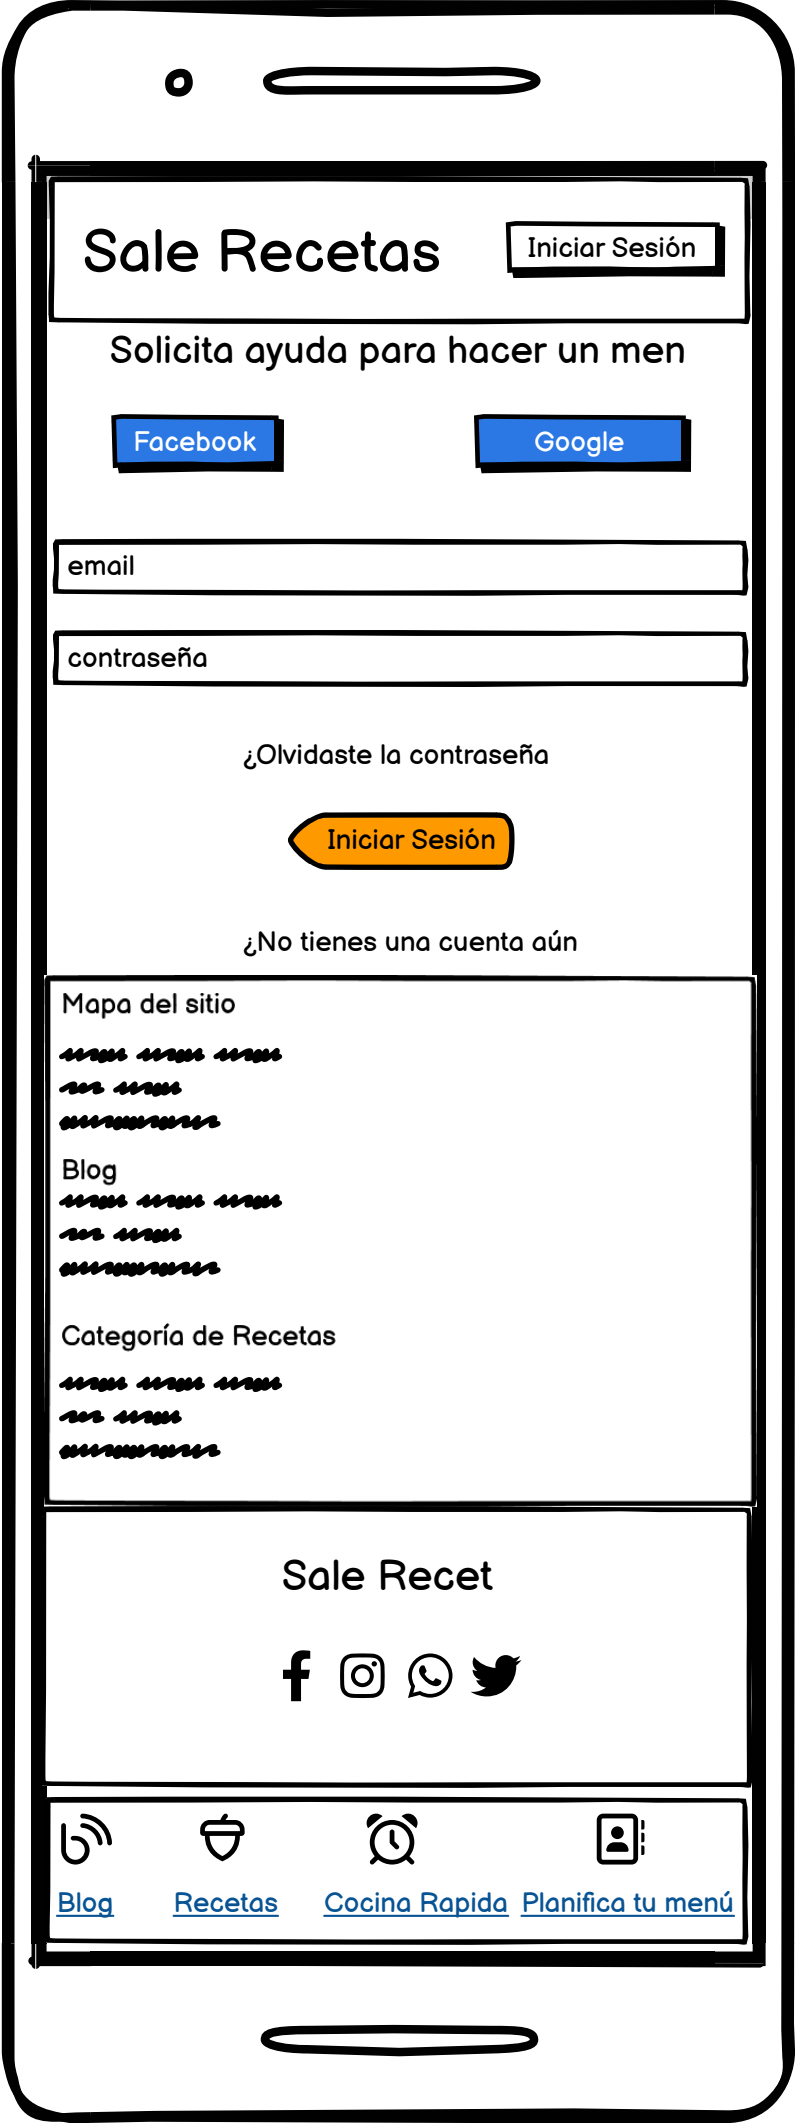 Sale Recetas
Iniciar Sesión
Solicita ayuda para hacer un men
Facebook
Google
email
contraseña
¿Olvidaste la contraseña
Iniciar Sesión
¿No tienes una cuenta aún
Mapa del sitio
Blog
Categoría de Recetas
Sale Recet
Blog
Recetas
Cocina Rapida
Planifica tu menú